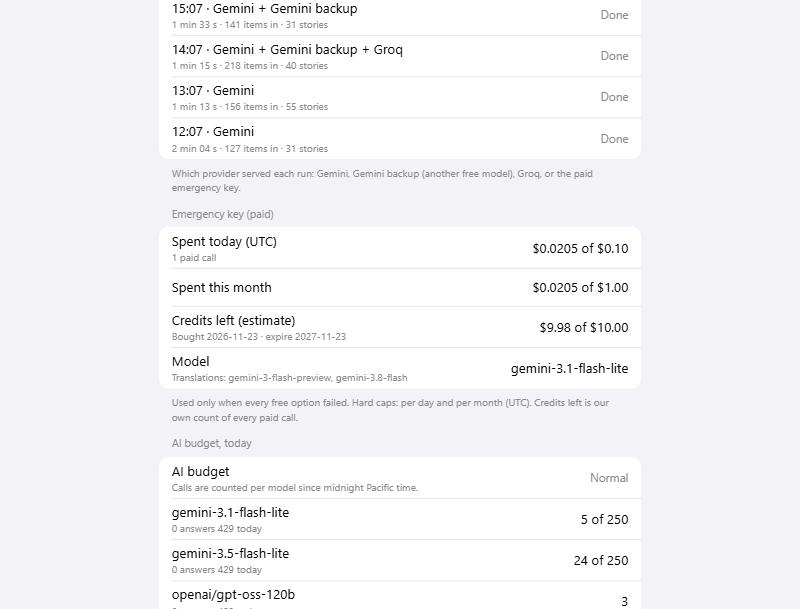 15:07 · Gemini + Gemini backup
1 min 33 s · 141 items in · 31 stories
Done
14:07 · Gemini + Gemini backup + Groq
1 min 15 s · 218 items in · 40 stories
Done
13:07 · Gemini
1 min 13 s · 156 items in · 55 stories
Done
12:07 · Gemini
2 min 04 s · 127 items in · 31 stories
Done
Which provider served each run: Gemini, Gemini backup (another free model), Groq, or the paid
emergency key.
Emergency key (paid)
Spent today (UTC)
1 paid call
$0.0205 of $0.10
Spent this month
$0.0205 of $1.00
Credits left (estimate)
Bought 2026-11-23 · expire 2027-11-23
$9.98 of $10.00
Model
Translations: gemini-3-flash-preview, gemini-3.8-flash
gemini-3.1-flash-lite
Used only when every free option failed. Hard caps: per day and per month (UTC). Credits left is our
own count of every paid call.
AI budget, today
AI budget
Calls are counted per model since midnight Pacific time.
Normal
gemini-3.1-flash-lite
0 answers 429 today
5 of 250
gemini-3.5-flash-lite
0 answers 429 today
24 of 250
openai/gpt-oss-120b
3